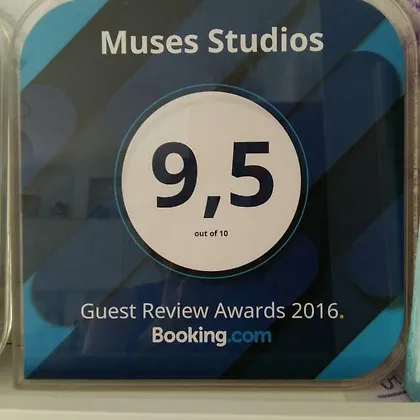 Muses Studios
9,5
out of 10
Guest Review Awards 2016.
Booking.com